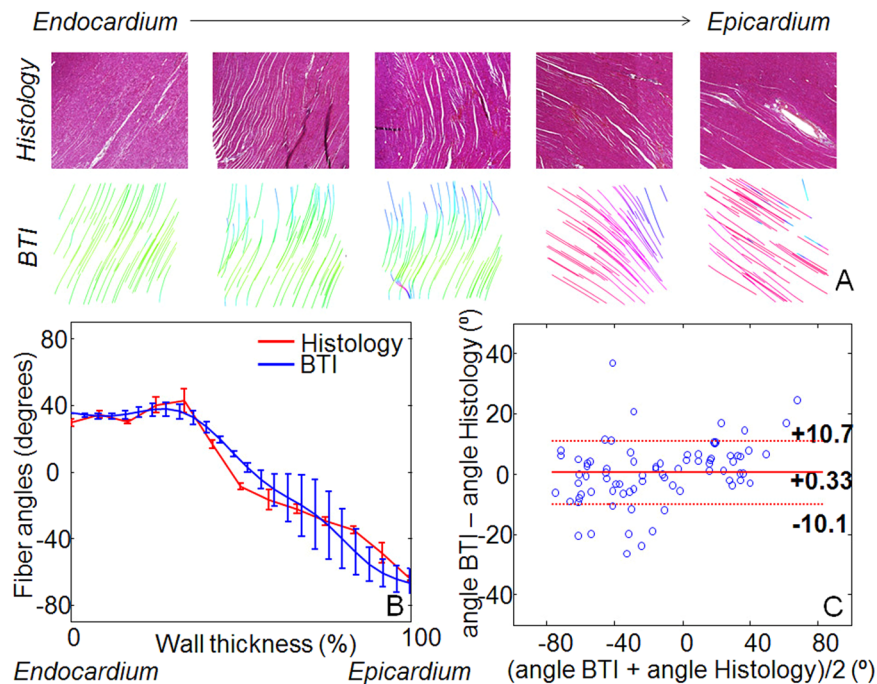 Endocardium
Epicardium
Histology
BTI
A
80
40
0
-40
-80
Fiber angles (degrees)
Histology
BTI
B
0
Wall thickness (%)
100
Endocardium
Epicardium
40
20
0
-20
-40
angle BTI – angle Histology (º)
+10.7
+0.33
-10.1
C
-80
-40
0
40
80
(angle BTI + angle Histology)/2 (º)